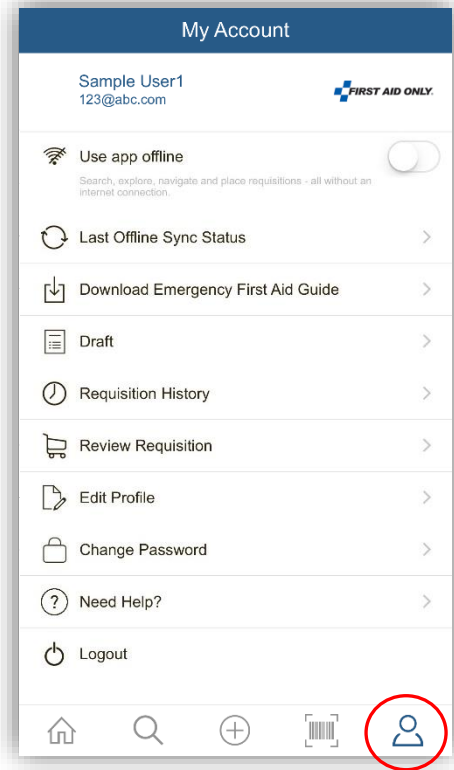 My Account
Sample User1
123@abc.com
FIRST AID ONLY.
Use app offline
Search, explore, navigate and place requisitions - all without an
internet connection.
Last Offline Sync Status
Download Emergency First Aid Guide
Draft
Requisition History
Review Requisition
Edit Profile
Change Password
Need Help?
Logout